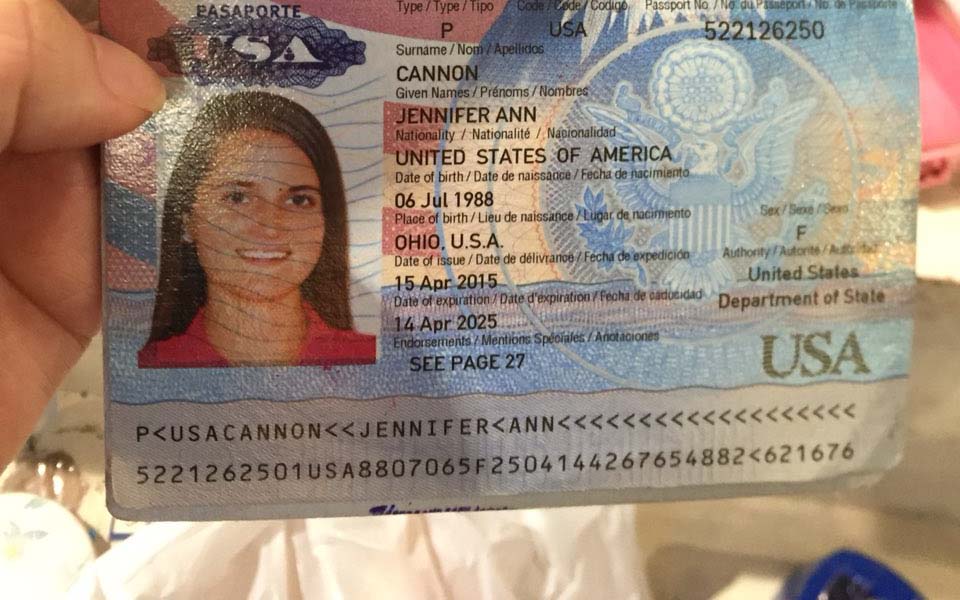 PASAPORTE
USA
Type / Type / Tipo Code / Code / Codigo Passport No. / No. du Passeport / No. de Pasaporte
P USA 522126250
Surname / Nom / Apellidos
CANNON
Given Names / Prénoms / Nombres
JENNIFER ANN
Nationality / Nationalité / Nacionalidad
UNITED STATES OF AMERICA
Date of birth / Date de naissance / Fecha de nacimiento
06 Jul 1988
Place of birth / Lieu de naissance / Lugar de nacimiento
OHIO, U.S.A.
Sex / Sexe / Sexo
F
Date of issue / Date de délivrance / Fecha de expedición
15 Apr 2015
Authority / Autorité / Autoridad
United States
Department of State
Date of expiration / Date d'expiration / Fecha de caducidad
14 Apr 2025
Endorsements / Mentions Spéciales / Anotaciones
SEE PAGE 27
USA
P<USACANNON<<JENNIFER<ANN<<<<<<<<<<<<<<<<<<<
5221262501USA8807065F2504144267654882<621676